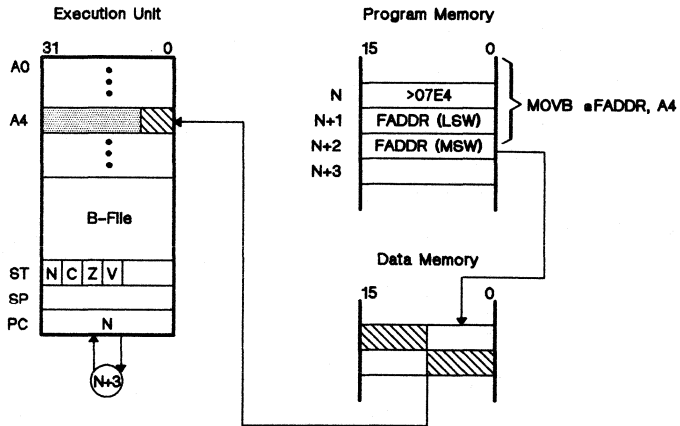 Execution Unit
31 0
A0
A4
B-File
ST N C Z V
SP
PC N
N+3
Program Memory
15 0
N >07E4
N+1 FADDR (LSW)
N+2 FADDR (MSW)
N+3
MOVB @FADDR, A4
Data Memory
15 0